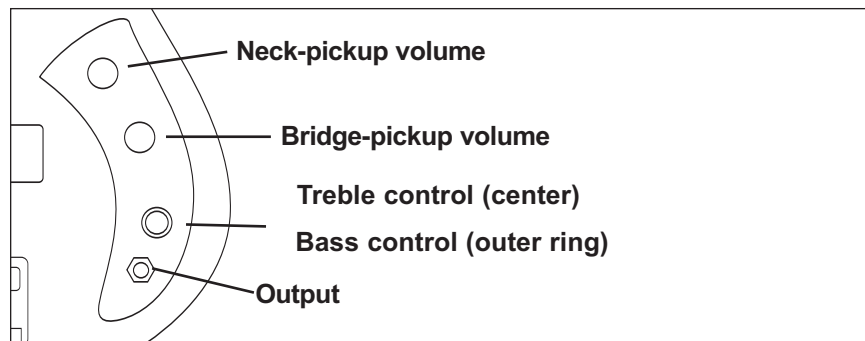 Neck-pickup volume
Bridge-pickup volume
Treble control (center)
Bass control (outer ring)
Output